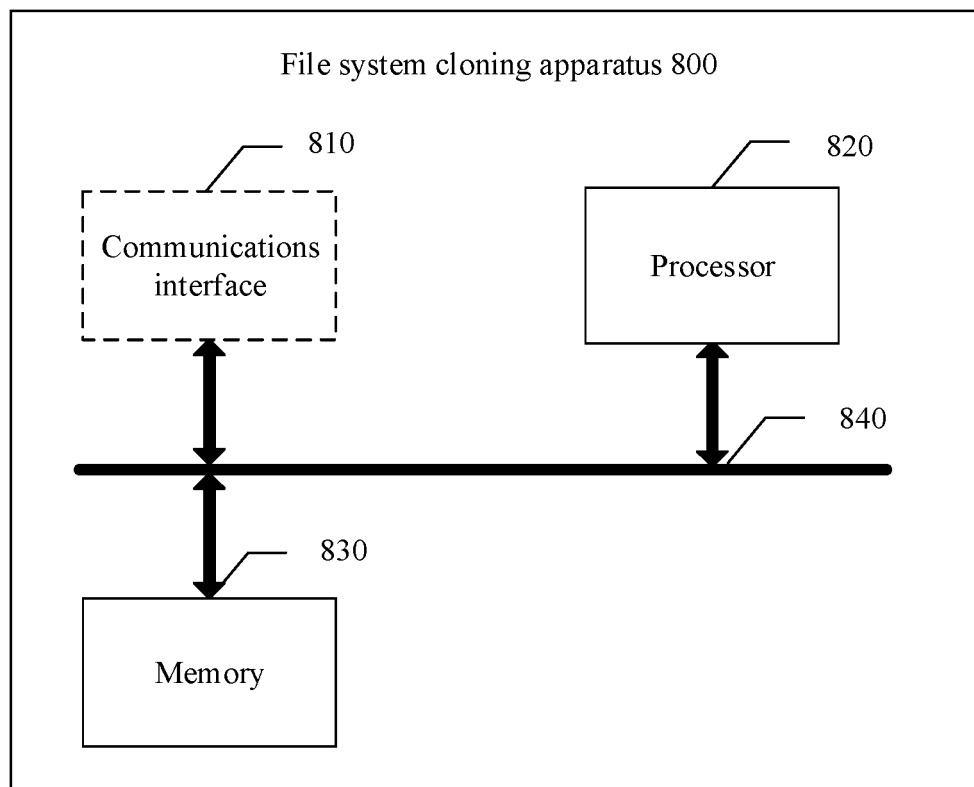 File system cloning apparatus 800
810
820
Communications
interface
Processor
840
830
Memory